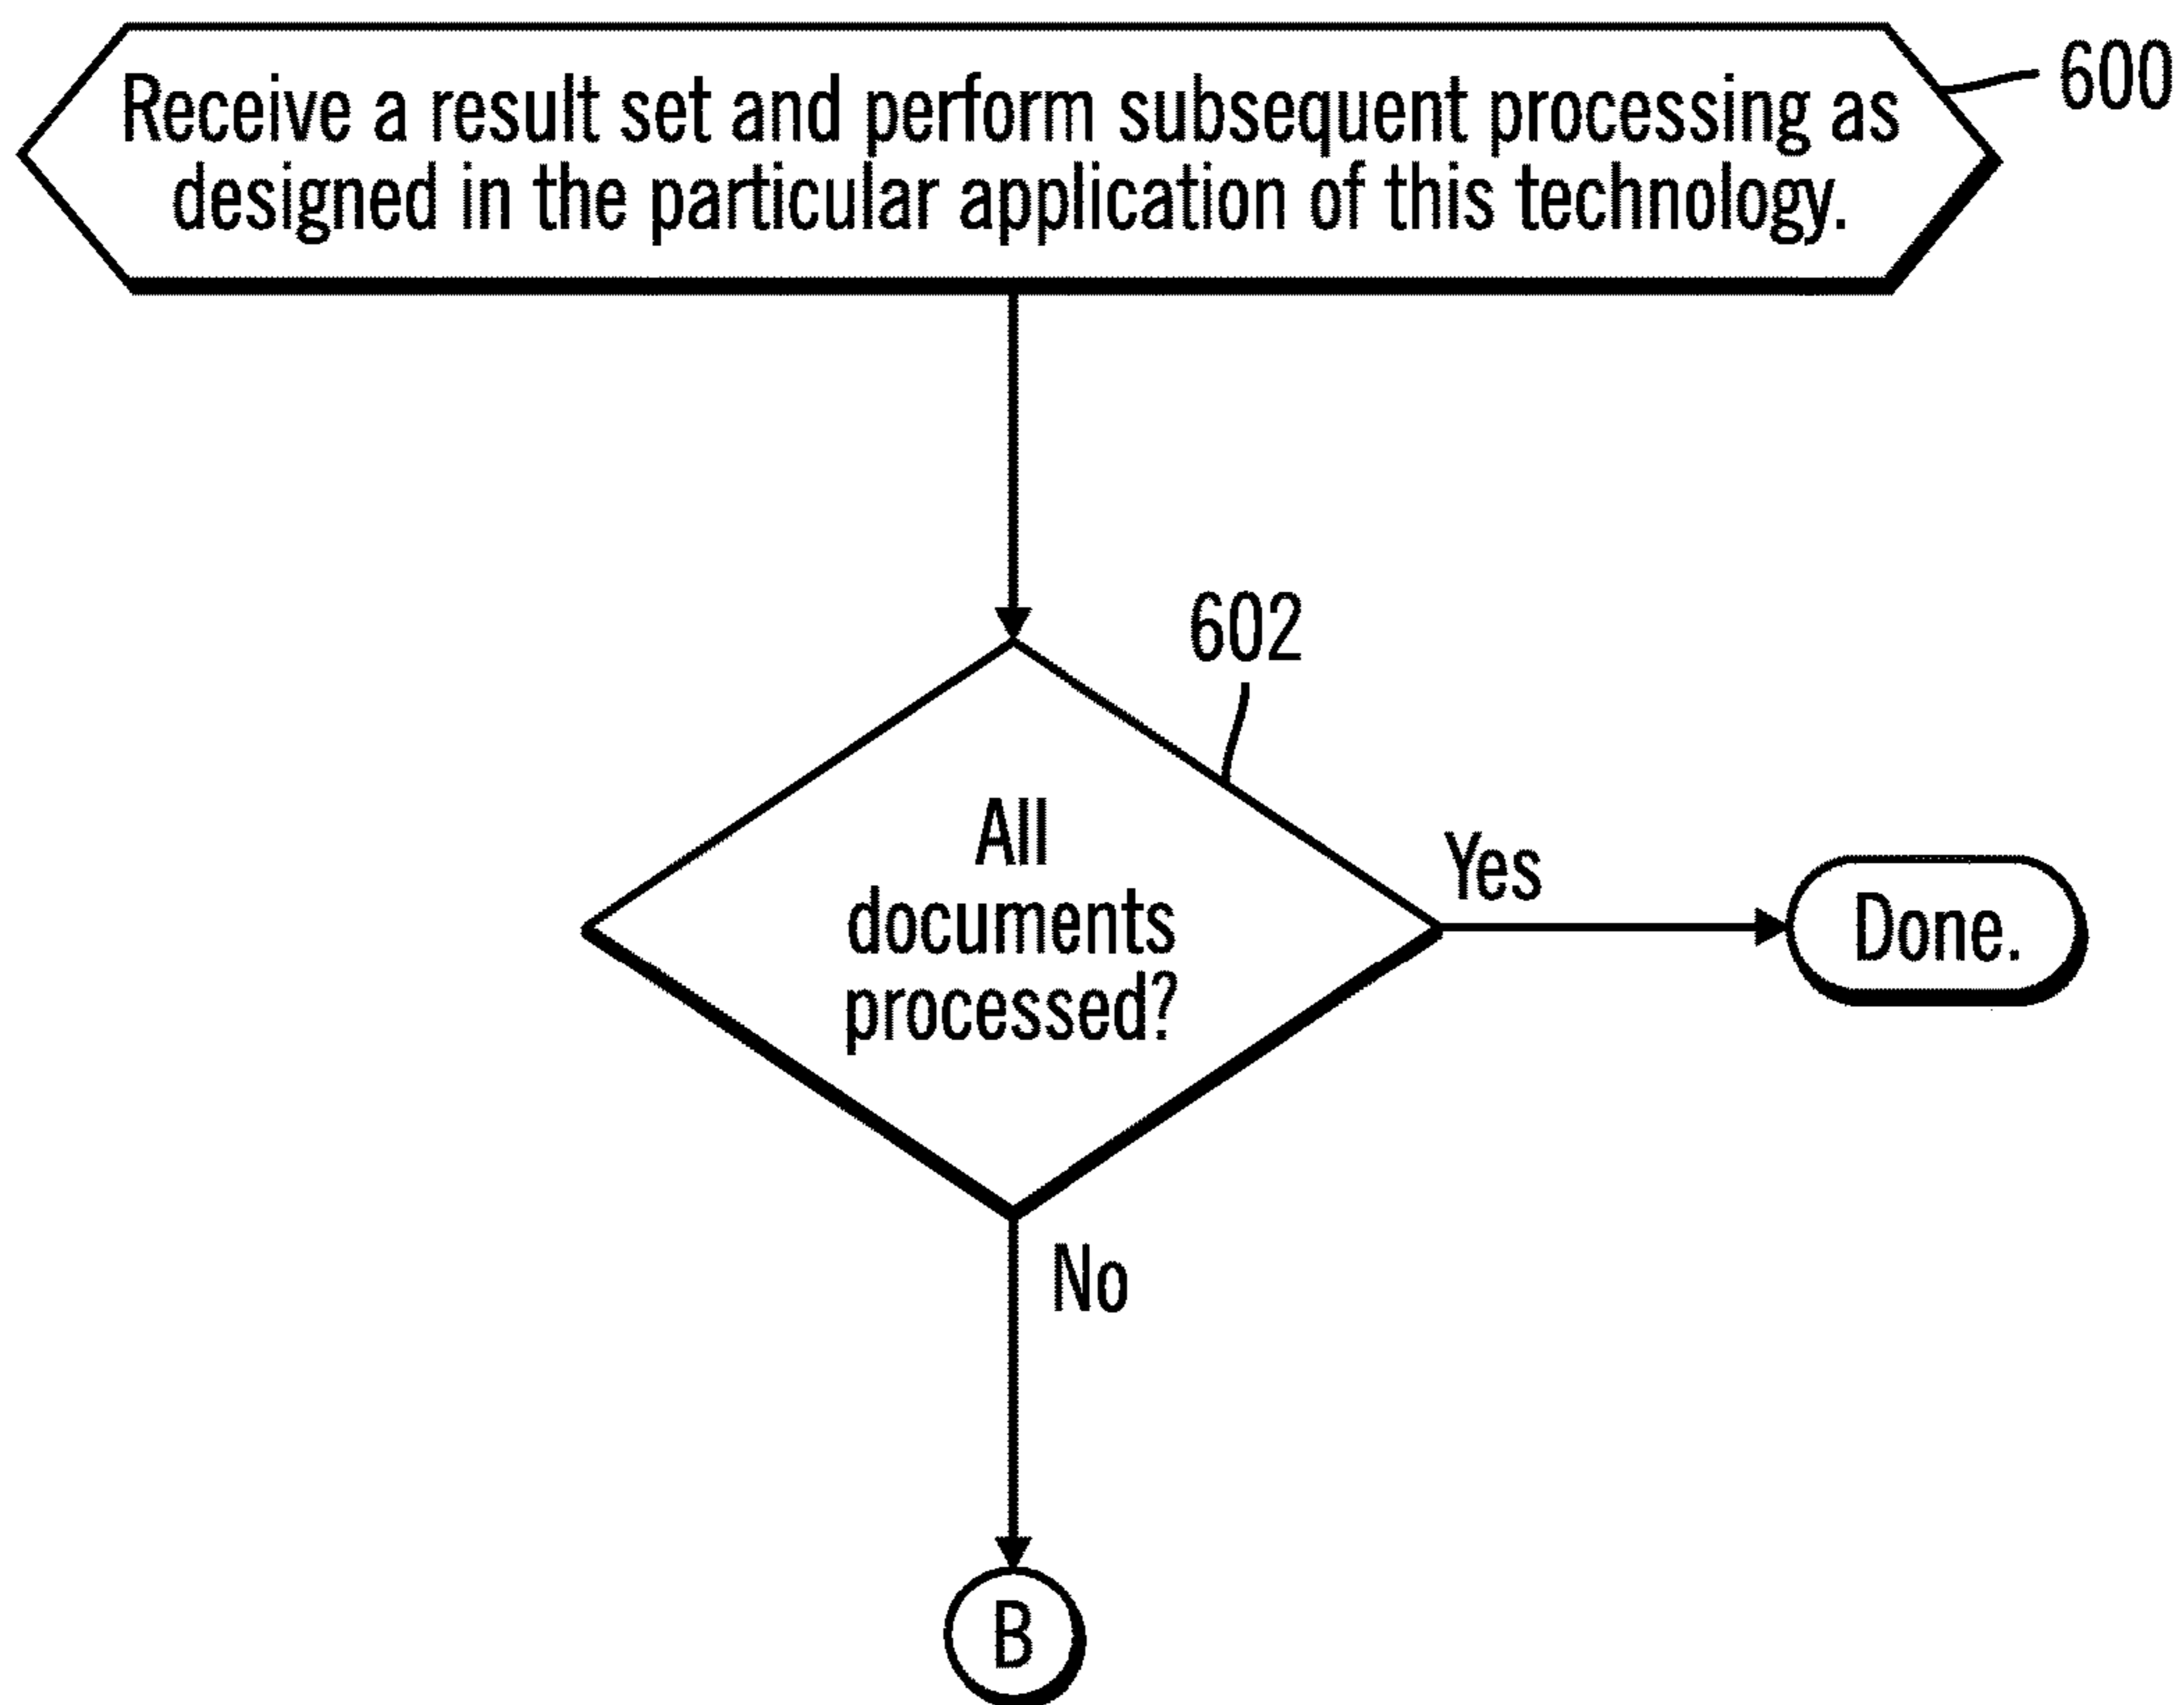 Receive a result set and perform subsequent processing as
designed in the particular application of this technology.
600
602
All
documents
processed?
Yes
Done.
No
B